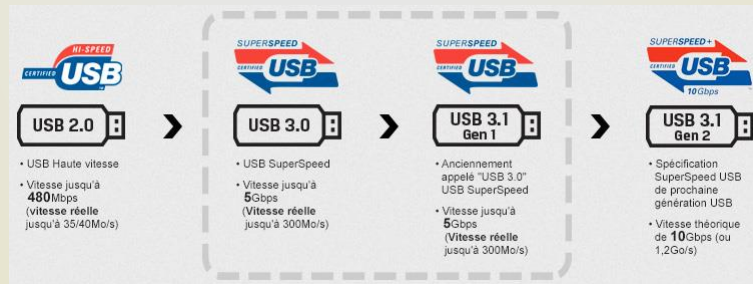 HI-SPEED
CERTIFIED USB
USB 2.0
• USB Haute vitesse
• Vitesse jusqu'à
480Mbps
(vitesse réelle
jusqu'à 35/40Mo/s)
SUPERSPEED
CERTIFIED USB
USB 3.0
• USB SuperSpeed
• Vitesse jusqu'à
5Gbps
(Vitesse réelle
jusqu'à 300Mo/s)
SUPERSPEED
CERTIFIED USB
USB 3.1
Gen 1
• Anciennement
appelé "USB 3.0"
USB SuperSpeed
• Vitesse jusqu'à
5Gbps
(Vitesse réelle
jusqu'à 300Mo/s)
SUPERSPEED+
CERTIFIED USB
10Gbps
USB 3.1
Gen 2
• Spécification
SuperSpeed USB
de prochaine
génération USB
• Vitesse théorique
de 10Gbps (ou
1,2Go/s)